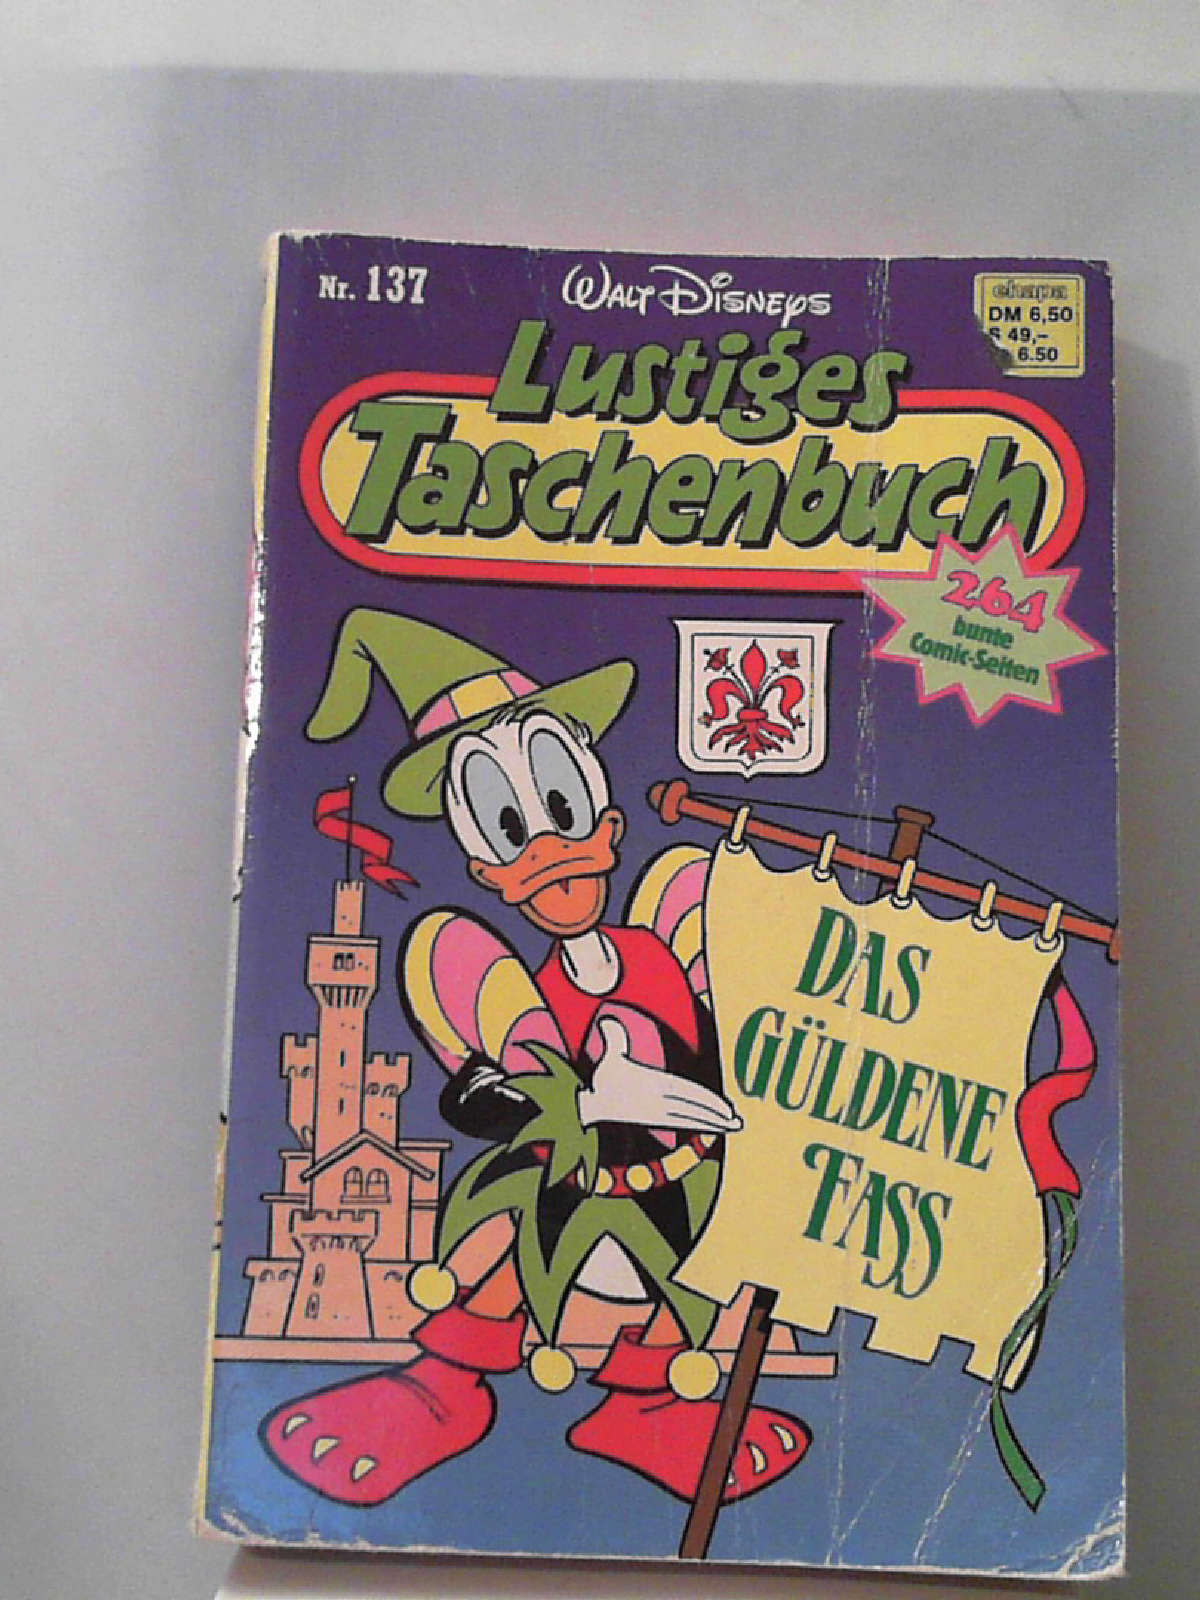 Nr. 137
WALT DISNEYS
ehapa
DM 6,50
S 49,–
6.50
LUSTIGES
TASCHENBUCH
264
bunte
Comic-Seiten
DAS
GÜLDENE
FASS